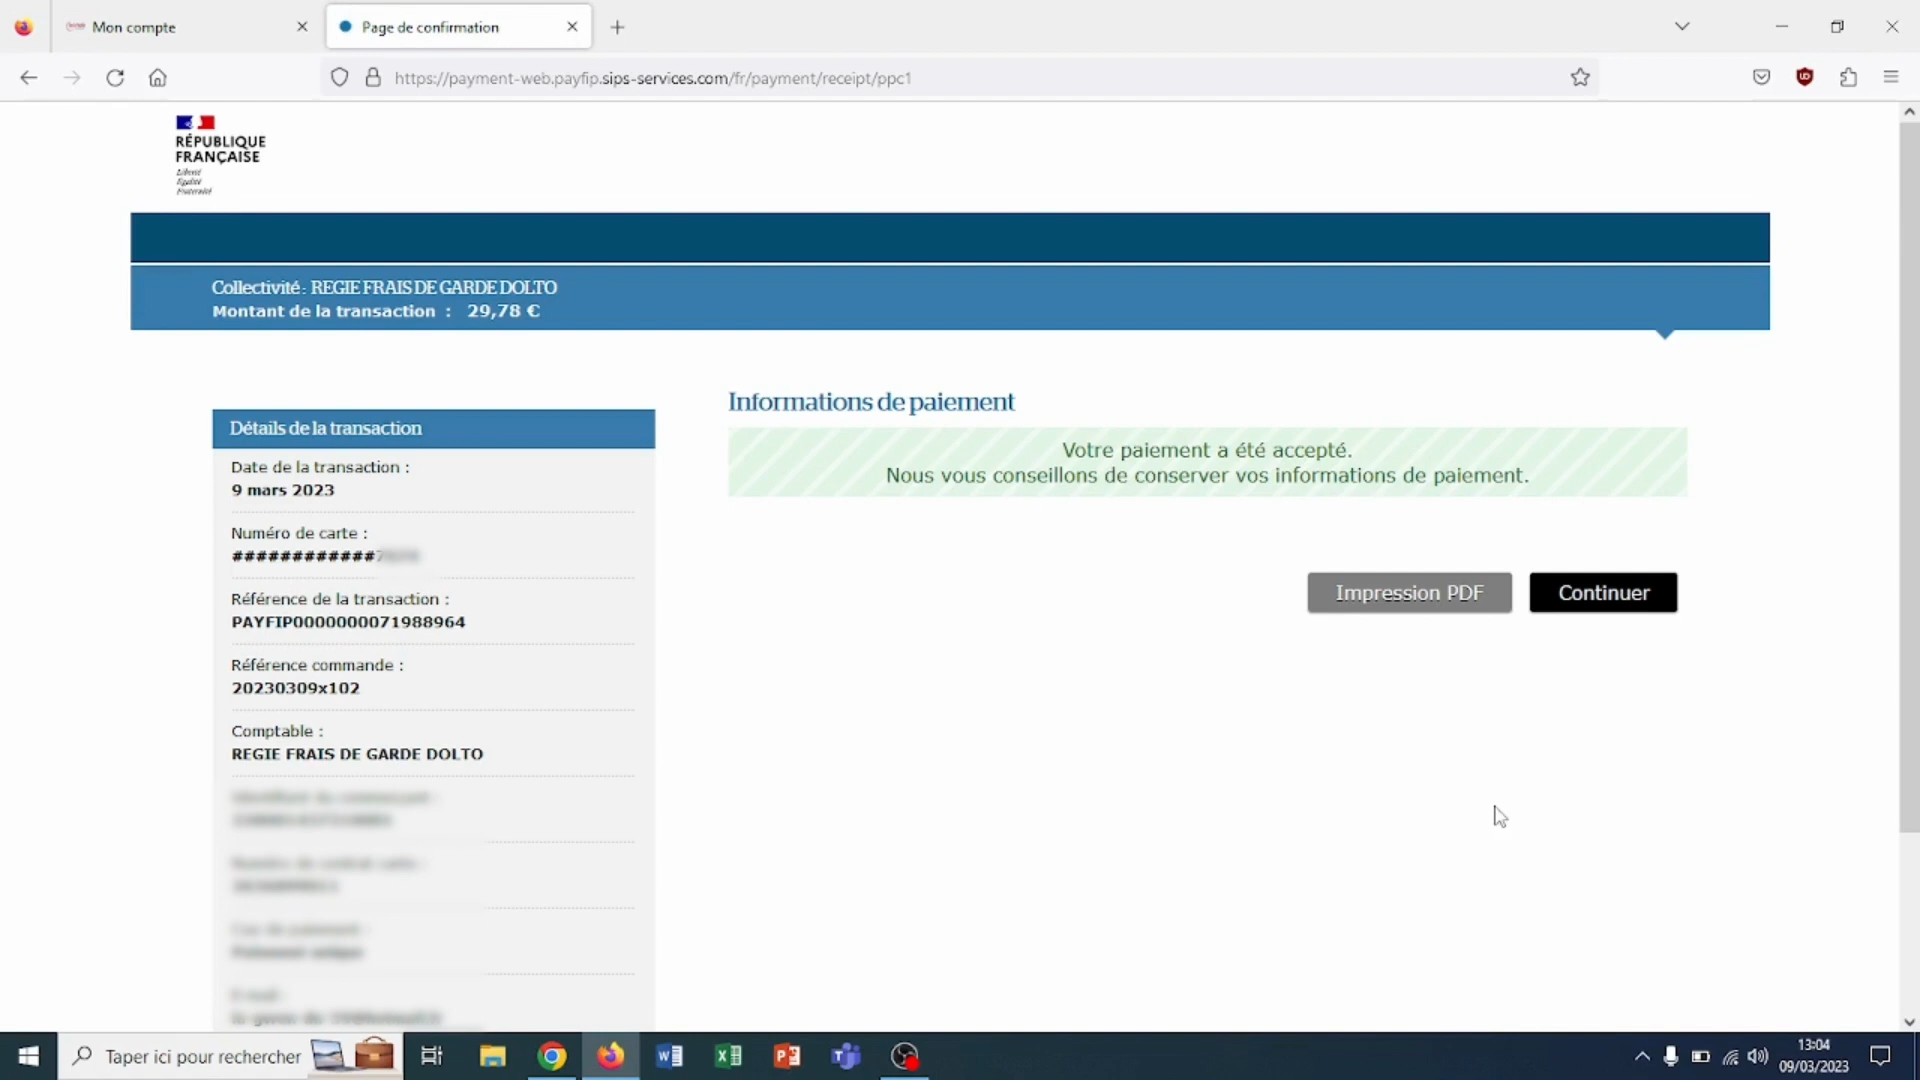 Mon compte
Page de confirmation
https://payment-web.payfip.sips-services.com/fr/payment/receipt/ppc1
RÉPUBLIQUE
FRANÇAISE
Liberté
Égalité
Fraternité
Collectivité : REGIE FRAIS DE GARDE DOLTO
Montant de la transaction : 29,78 €
Informations de paiement
Votre paiement a été accepté.
Nous vous conseillons de conserver vos informations de paiement.
Impression PDF
Continuer
Détails de la transaction
Date de la transaction :
9 mars 2023
Numéro de carte :
############
Référence de la transaction :
PAYFIP0000000071988964
Référence commande :
20230309x102
Comptable :
REGIE FRAIS DE GARDE DOLTO
Taper ici pour rechercher
13:04
09/03/2023